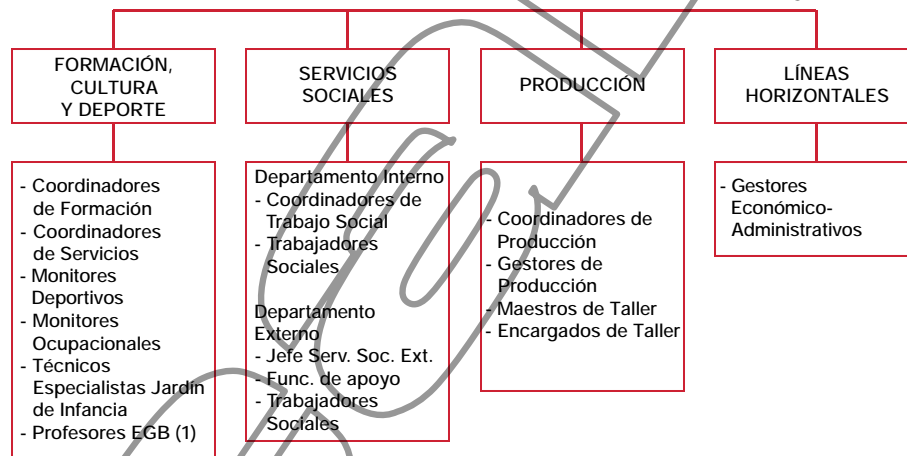 FORMACIÓN,
CULTURA
Y DEPORTE
SERVICIOS
SOCIALES
PRODUCCIÓN
LÍNEAS
HORIZONTALES
- Coordinadores
de Formación
- Coordinadores
de Servicios
- Monitores
Deportivos
- Monitores
Ocupacionales
- Técnicos
Especialistas Jardín
de Infancia
- Profesores EGB (1)
Departamento Interno
- Coordinadores de
Trabajo Social
- Trabajadores
Sociales
Departamento
Externo
- Jefe Serv. Soc. Ext.
- Func. de apoyo
- Trabajadores
Sociales
- Coordinadores de
Producción
- Gestores de
Producción
- Maestros de Taller
- Encargados de Taller
- Gestores
Económico-
Administrativos